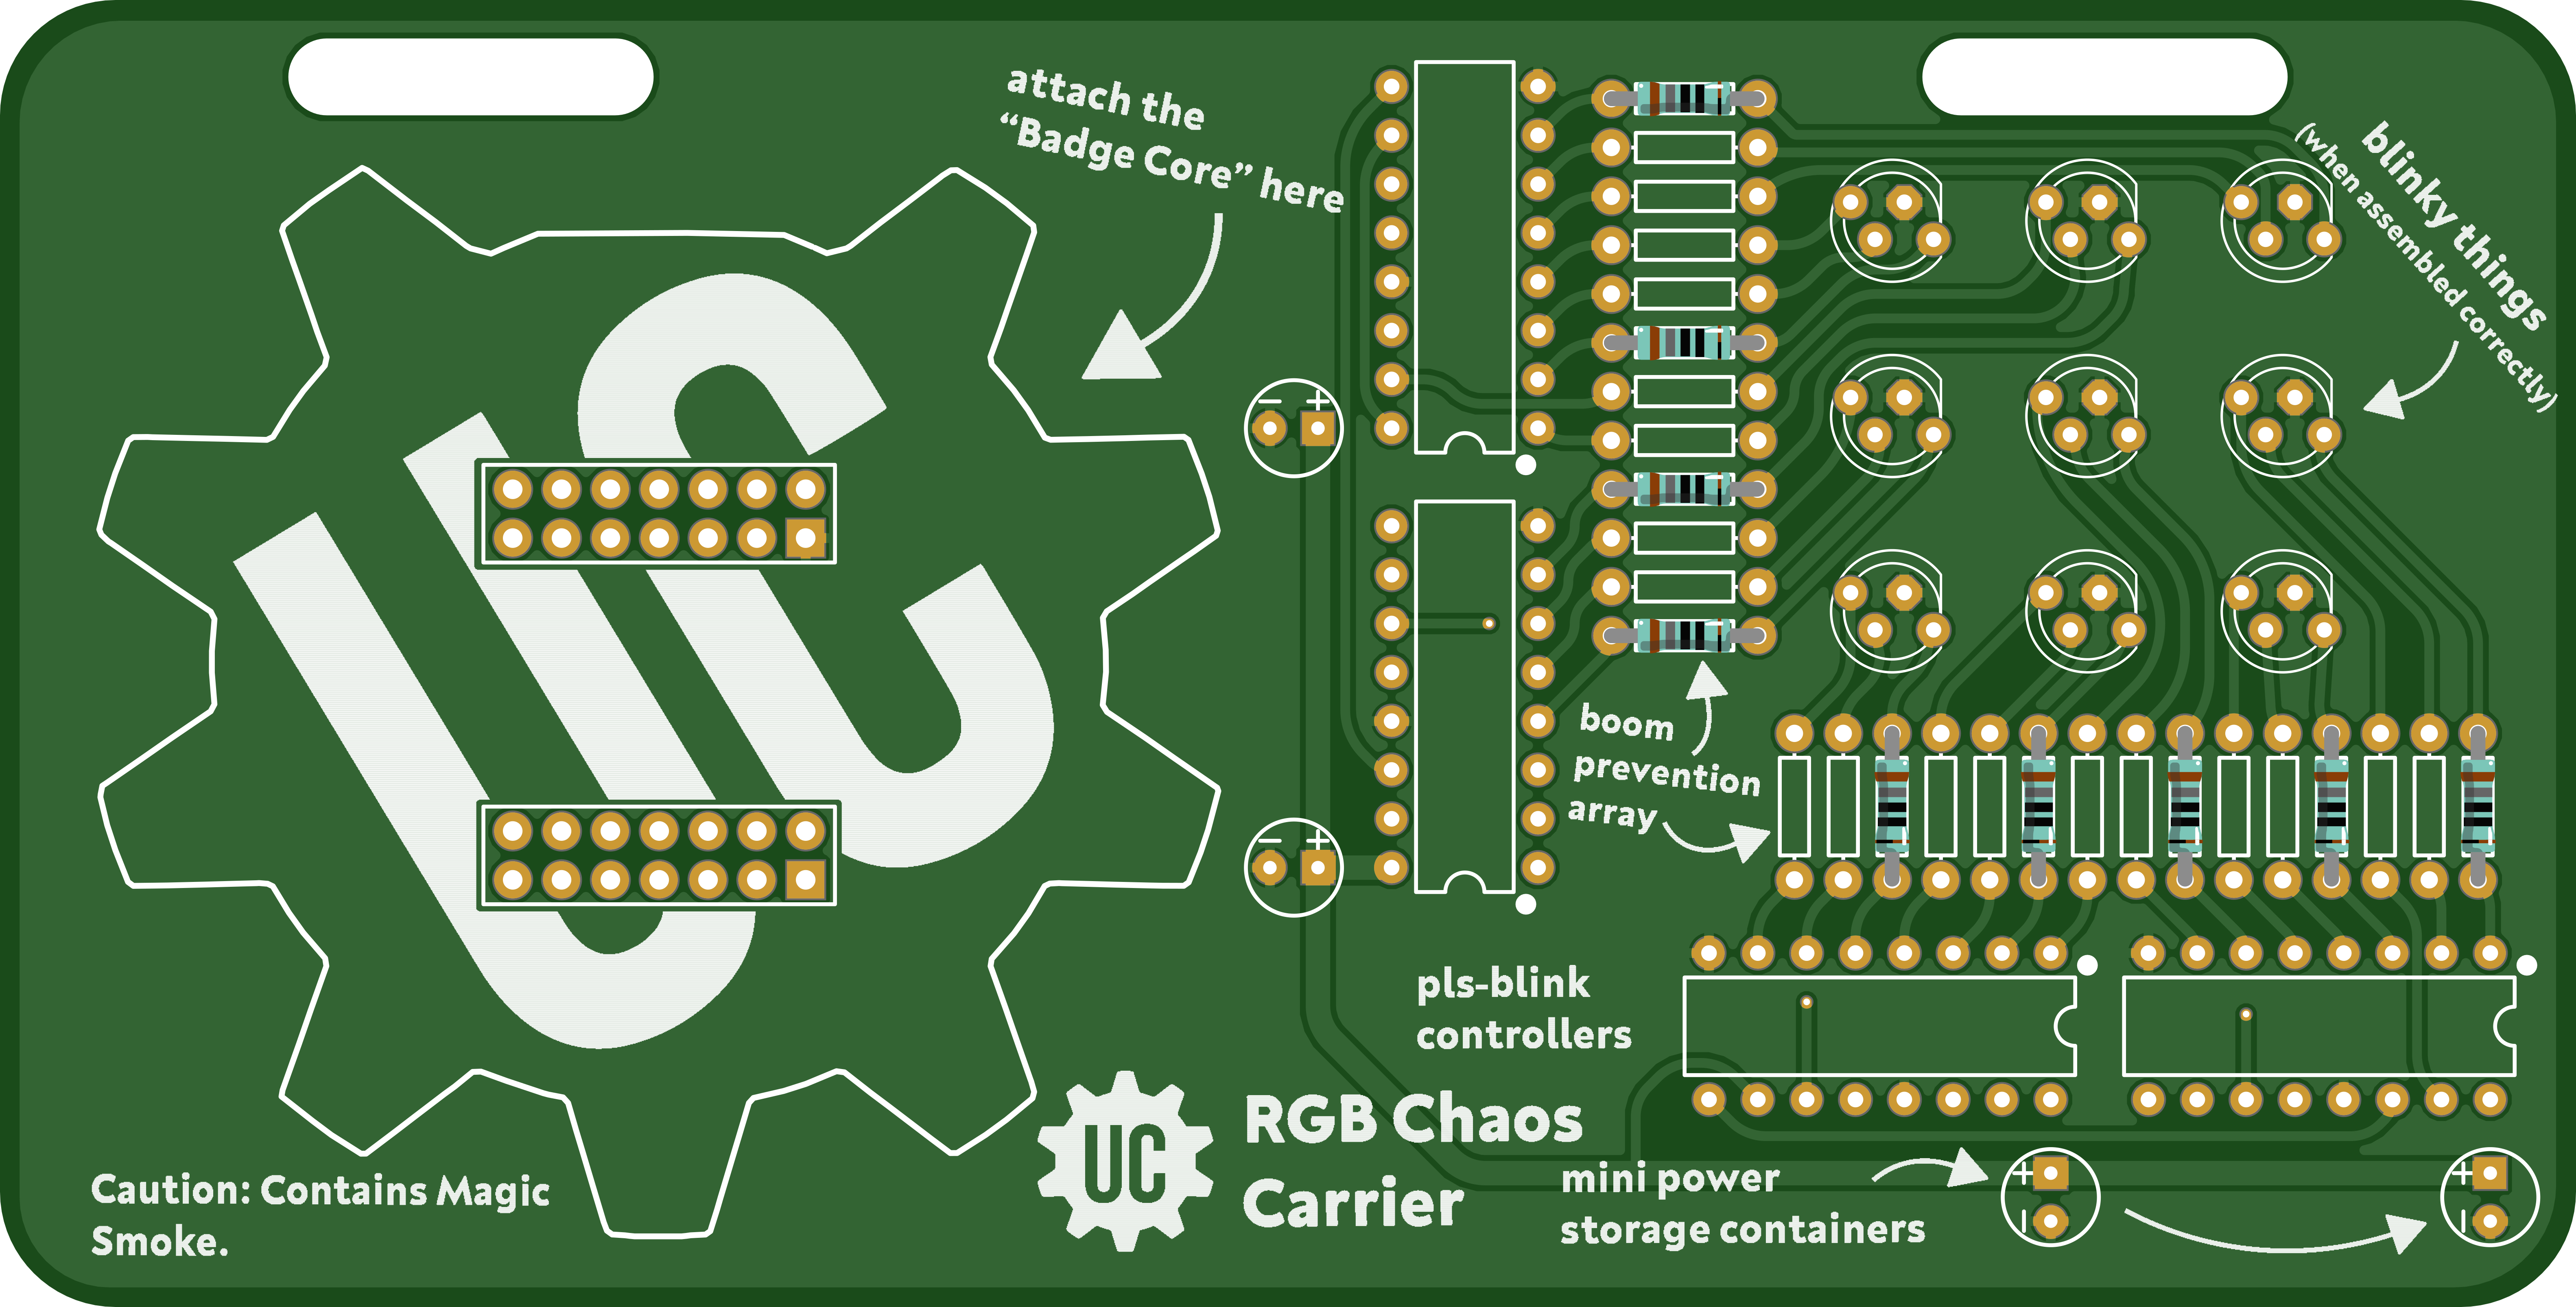 attach the
“Badge Core” here
blinky things
(when assembled correctly)
− +
boom
prevention
array
− +
pls-blink
controllers
UC
RGB Chaos
Carrier
Caution: Contains Magic
Smoke.
mini power
storage containers
+
−
+
−